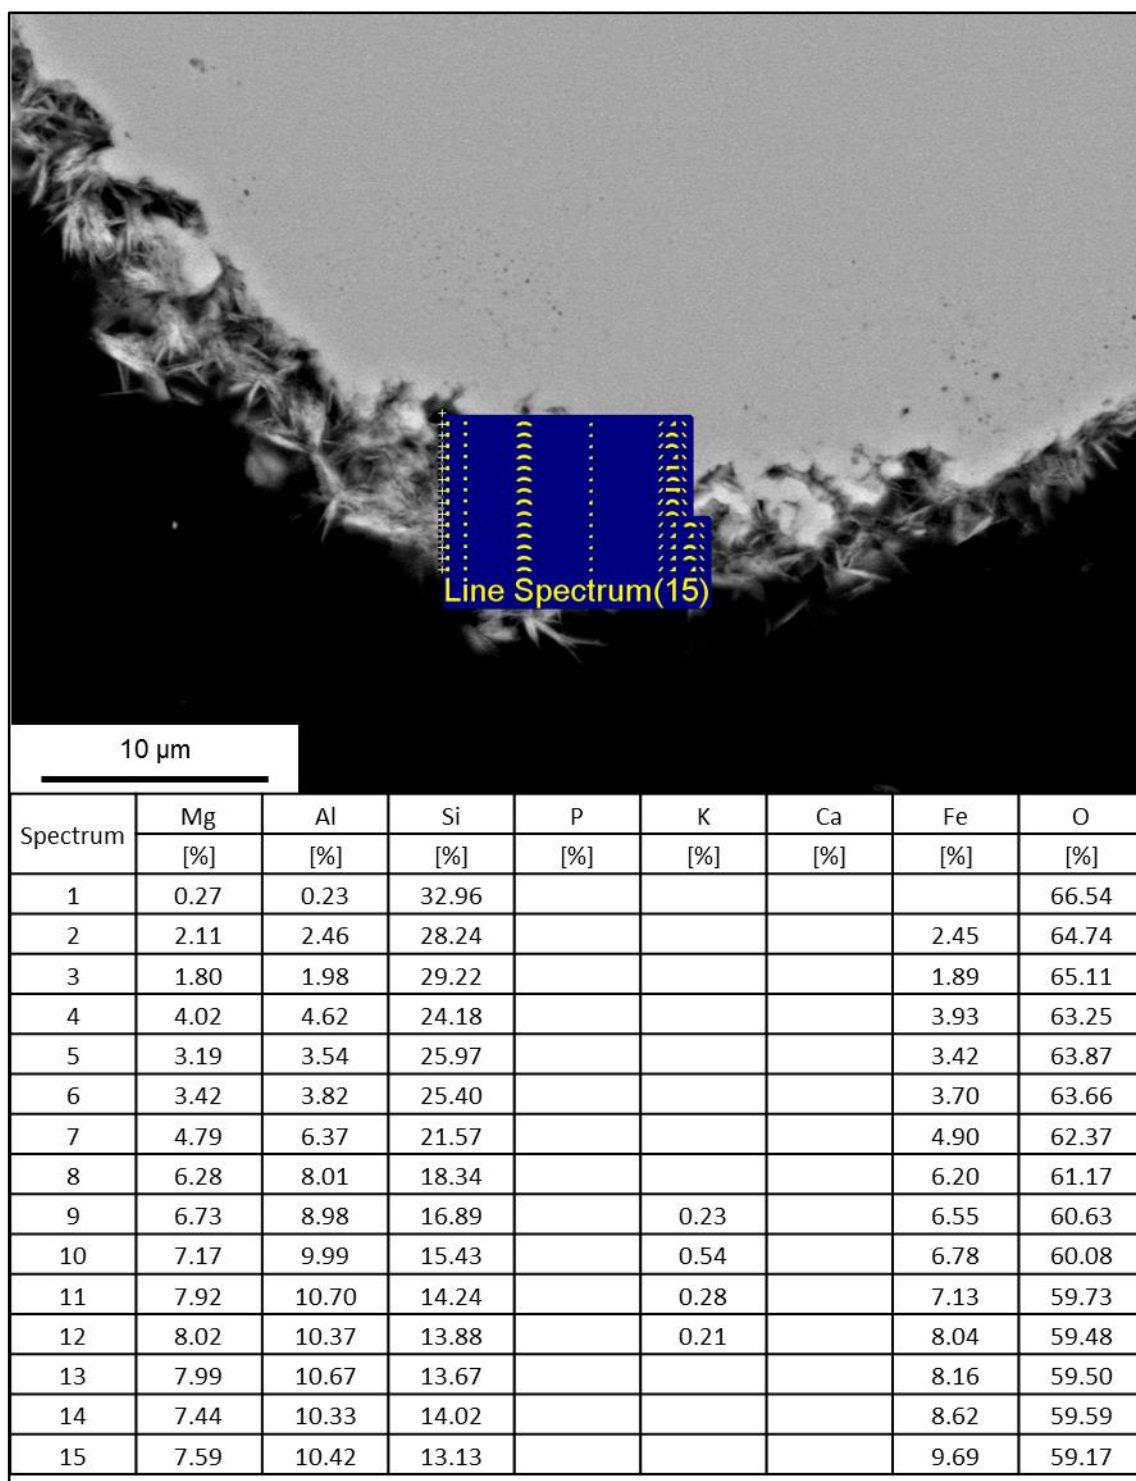 Line Spectrum(15)
10 µm
Spectrum Mg Al Si P K Ca Fe O
[%] [%] [%] [%] [%] [%] [%] [%]
1 0.27 0.23 32.96 66.54
2 2.11 2.46 28.24 2.45 64.74
3 1.80 1.98 29.22 1.89 65.11
4 4.02 4.62 24.18 3.93 63.25
5 3.19 3.54 25.97 3.42 63.87
6 3.42 3.82 25.40 3.70 63.66
7 4.79 6.37 21.57 4.90 62.37
8 6.28 8.01 18.34 6.20 61.17
9 6.73 8.98 16.89 0.23 6.55 60.63
10 7.17 9.99 15.43 0.54 6.78 60.08
11 7.92 10.70 14.24 0.28 7.13 59.73
12 8.02 10.37 13.88 0.21 8.04 59.48
13 7.99 10.67 13.67 8.16 59.50
14 7.44 10.33 14.02 8.62 59.59
15 7.59 10.42 13.13 9.69 59.17